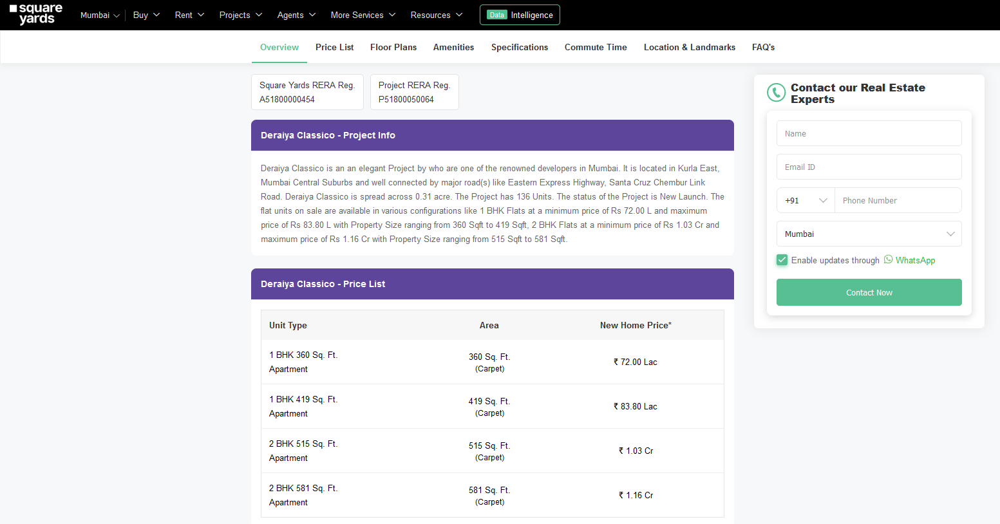 square yards
Mumbai Buy Rent Projects Agents More Services Resources Data Intelligence
Overview Price List Floor Plans Amenities Specifications Commute Time Location & Landmarks FAQ's
Square Yards RERA Reg.
A51800000454
Project RERA Reg.
P51800050064
Deraiya Classico - Project Info
Deraiya Classico is an an elegant Project by who are one of the renowned developers in Mumbai. It is located in Kurla East,
Mumbai Central Suburbs and well connected by major road(s) like Eastern Express Highway, Santa Cruz Chembur Link
Road. Deraiya Classico is spread across 0.31 acre. The Project has 136 Units. The status of the Project is New Launch. The
flat units on sale are available in various configurations like 1 BHK Flats at a minimum price of Rs 72.00 L and maximum
price of Rs 83.80 L with Property Size ranging from 360 Sqft to 419 Sqft, 2 BHK Flats at a minimum price of Rs 1.03 Cr and
maximum price of Rs 1.16 Cr with Property Size ranging from 515 Sqft to 581 Sqft.
Deraiya Classico - Price List
Unit Type Area New Home Price*
1 BHK 360 Sq. Ft.
Apartment
360 Sq. Ft.
(Carpet)
₹ 72.00 Lac
1 BHK 419 Sq. Ft.
Apartment
419 Sq. Ft.
(Carpet)
₹ 83.80 Lac
2 BHK 515 Sq. Ft.
Apartment
515 Sq. Ft.
(Carpet)
₹ 1.03 Cr
2 BHK 581 Sq. Ft.
Apartment
581 Sq. Ft.
(Carpet)
₹ 1.16 Cr
Contact our Real Estate
Experts
Name
Email ID
+91 Phone Number
Mumbai
Enable updates through WhatsApp
Contact Now